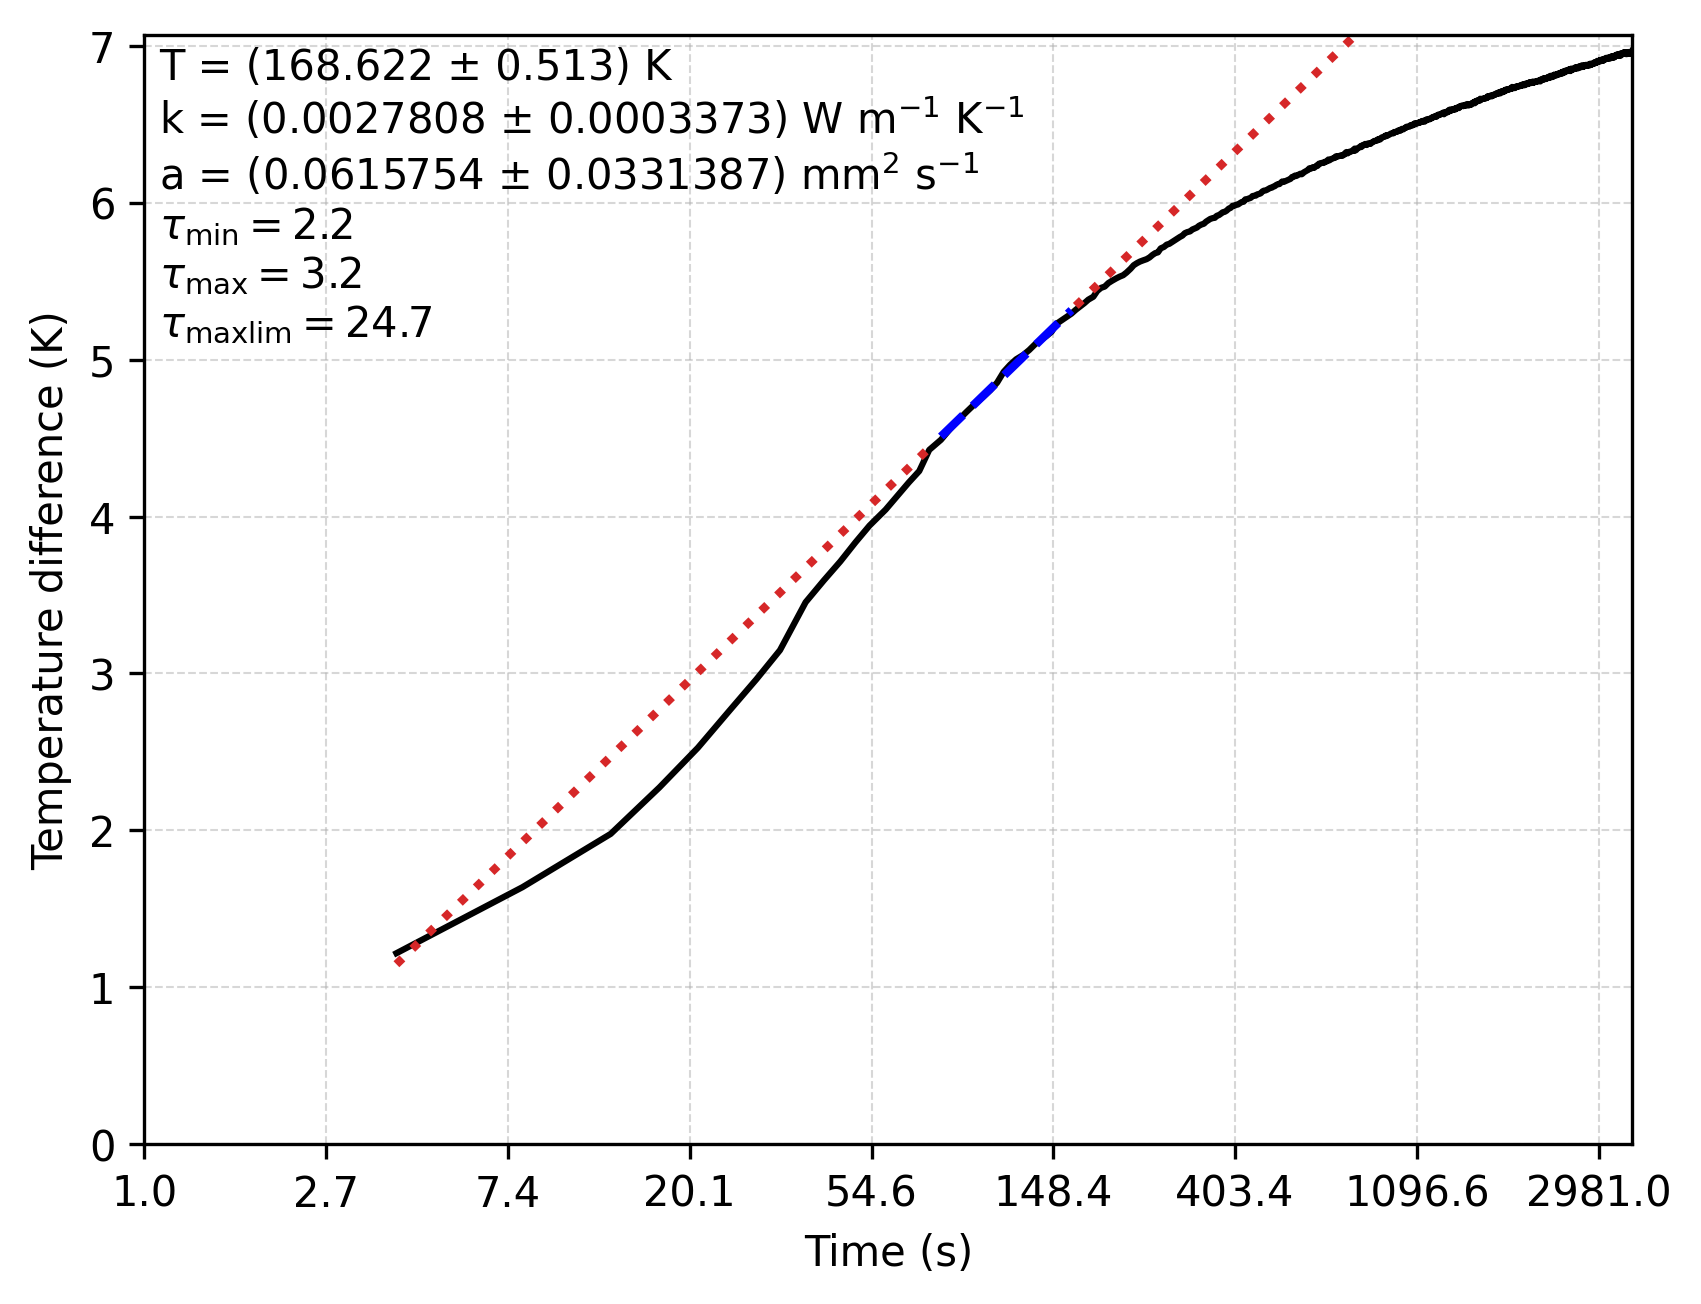 7
T = (168.622 ± 0.513) K
k = (0.0027808 ± 0.0003373) W m⁻¹ K⁻¹
a = (0.0615754 ± 0.0331387) mm² s⁻¹
6
τmin = 2.2
τmax = 3.2
τmaxlim = 24.7
5
4
3
2
1
0
Temperature difference (K)
1.0 2.7 7.4 20.1 54.6 148.4 403.4 1096.6 2981.0
Time (s)